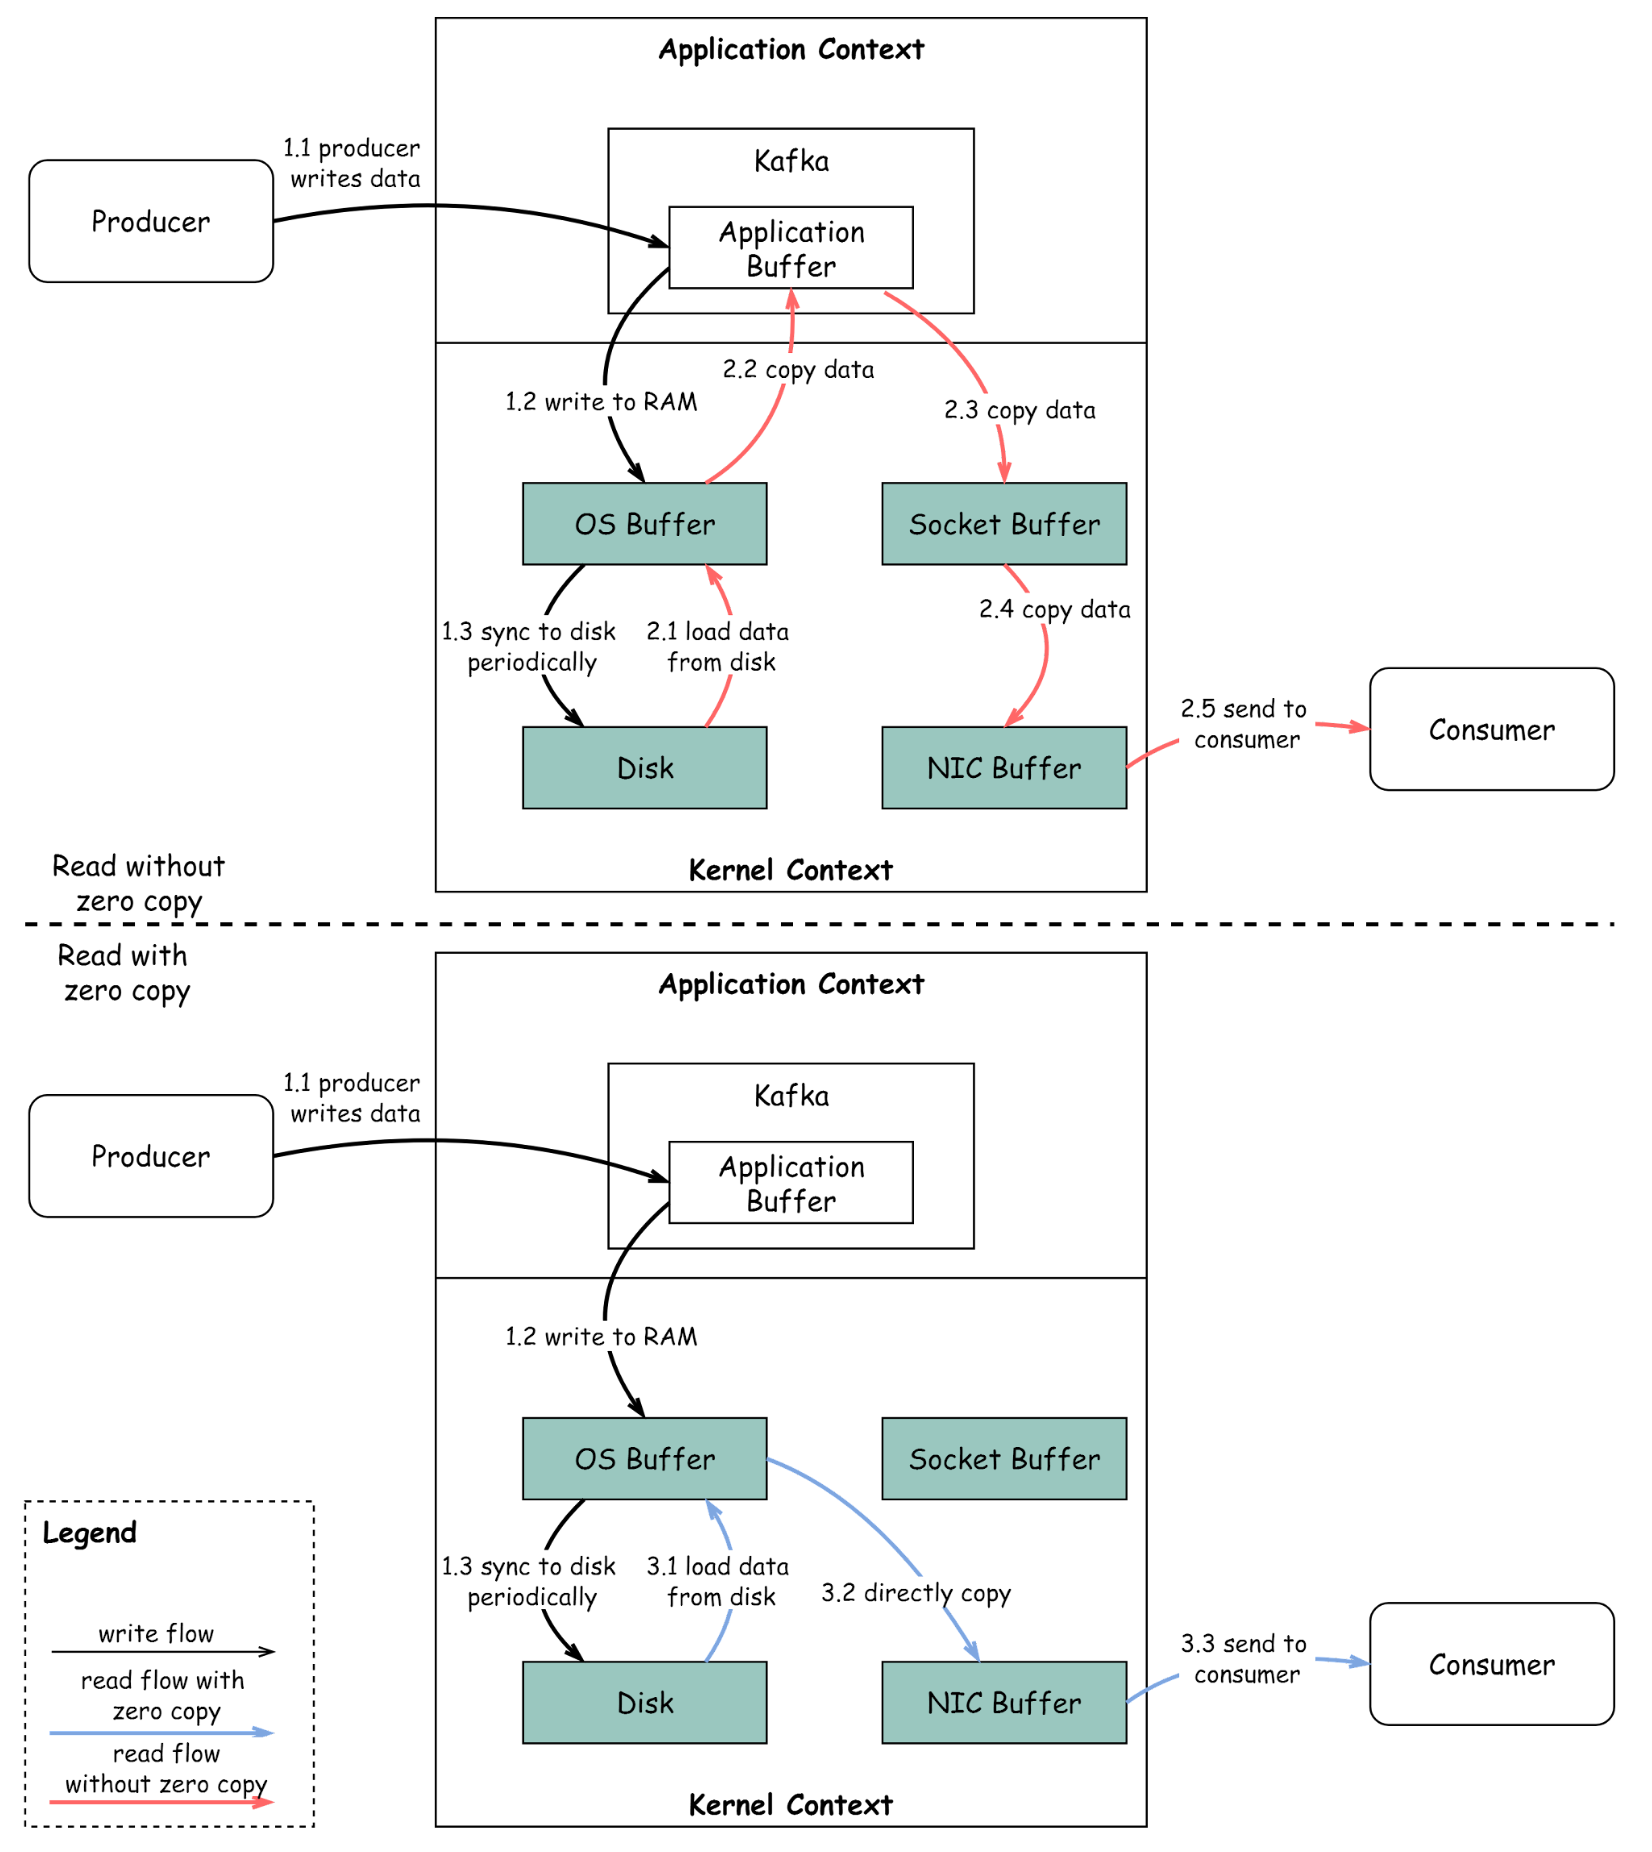 Application Context
Kafka
1.1 producer
writes data
Producer
Application
Buffer
2.2 copy data
1.2 write to RAM
2.3 copy data
OS Buffer
Socket Buffer
2.4 copy data
1.3 sync to disk
periodically
2.1 load data
from disk
2.5 send to
consumer
Consumer
Disk
NIC Buffer
Kernel Context
Read without
zero copy
Read with
zero copy
Application Context
Kafka
1.1 producer
writes data
Producer
Application
Buffer
1.2 write to RAM
OS Buffer
Socket Buffer
1.3 sync to disk
periodically
3.1 load data
from disk
3.2 directly copy
3.3 send to
consumer
Consumer
Disk
NIC Buffer
Kernel Context
Legend
write flow
read flow with
zero copy
read flow
without zero copy